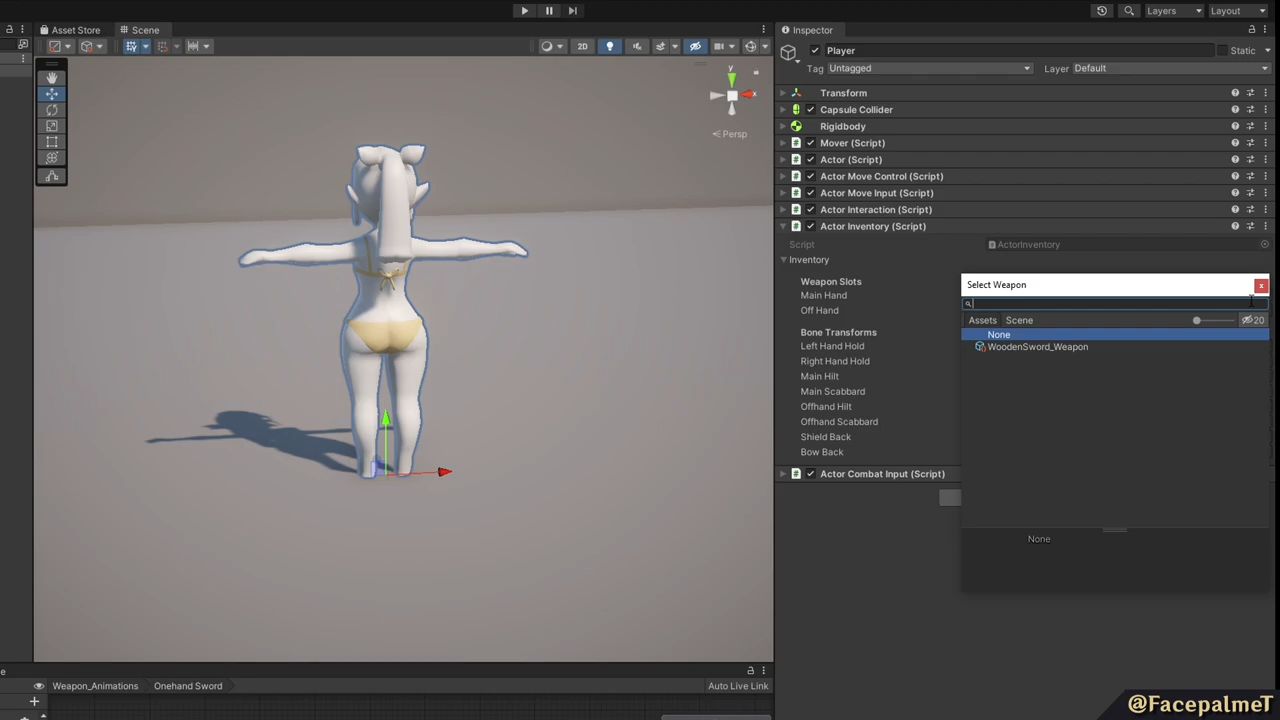 Layers
Layout
Asset Store
Scene
Inspector
2D
Player
Static
Tag
Untagged
Layer
Default
y
x
Persp
Transform
Capsule Collider
Rigidbody
Mover (Script)
Actor (Script)
Actor Move Control (Script)
Actor Move Input (Script)
Actor Interaction (Script)
Actor Inventory (Script)
Script
ActorInventory
Inventory
Weapon Slots
Main Hand
Off Hand
Bone Transforms
Left Hand Hold
Right Hand Hold
Main Hilt
Main Scabbard
Offhand Hilt
Offhand Scabbard
Shield Back
Bow Back
Actor Combat Input (Script)
Select Weapon
Assets
Scene
20
None
WoodenSword_Weapon
None
Weapon_Animations
Onehand Sword
Auto Live Link
@FacepalmeT